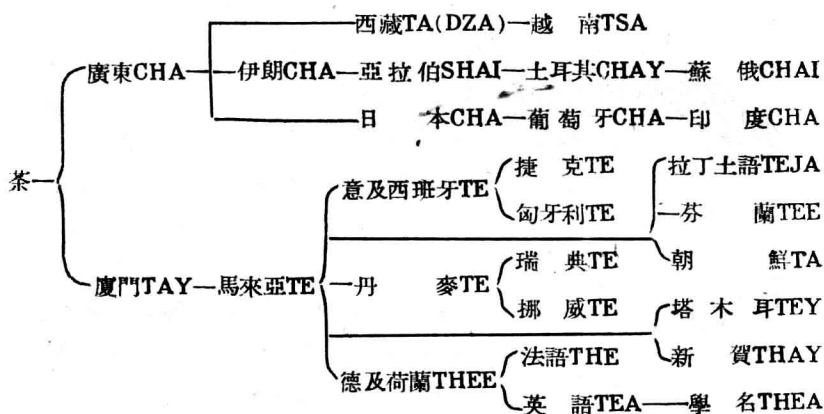 西藏TA(DZA)—越　南TSA
廣東CHA—伊朗CHA—亞拉伯SHAI—土耳其CHAY—蘇　俄CHAI
日　本CHA—葡萄牙CHA—印　度CHA
茶—
意及西班牙TE
捷　克TE
匈牙利TE
拉丁土語TEJA
—芬　蘭TEE
朝　鮮TA
廈門TAY—馬來亞TE
—丹　麥TE
瑞　典TE
挪　威TE
塔木耳TEY
新　賀THAY
德及荷蘭THEE
法語THE
英　語TEA—學　名THEA